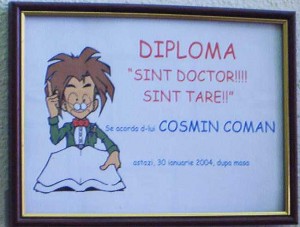 DIPLOMA
"SINT DOCTOR!!!!
SINT TARE!!"
Se acorda d-lui COSMIN COMAN
astazi, 30 ianuarie 2004, dupa masa